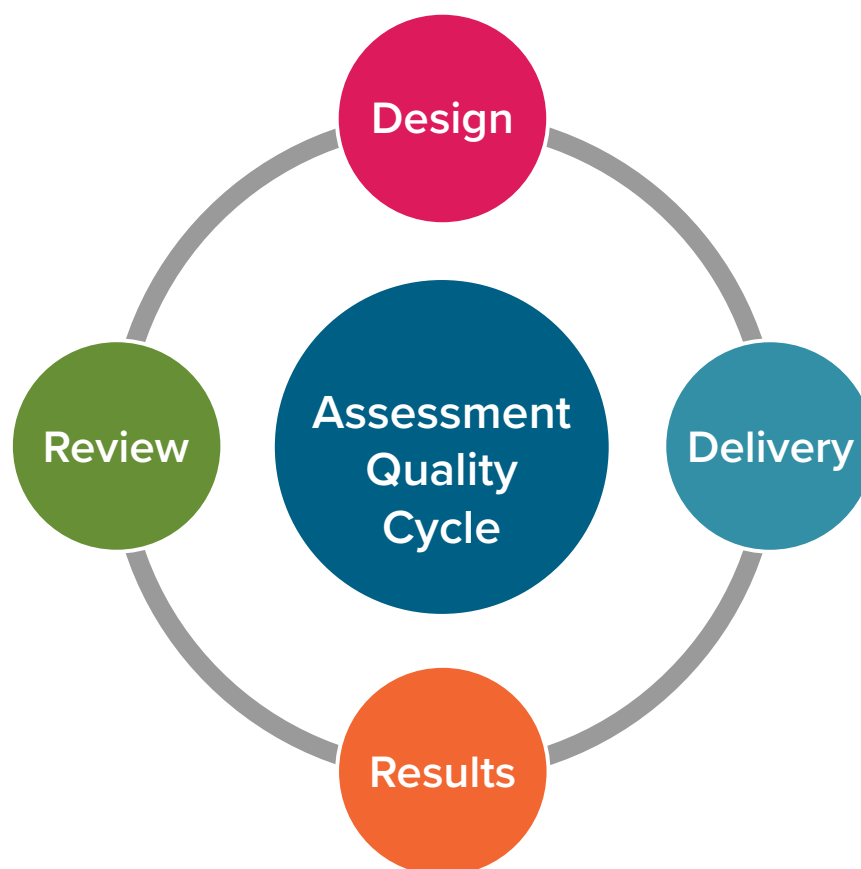 Design
Assessment
Quality
Cycle
Review
Delivery
Results